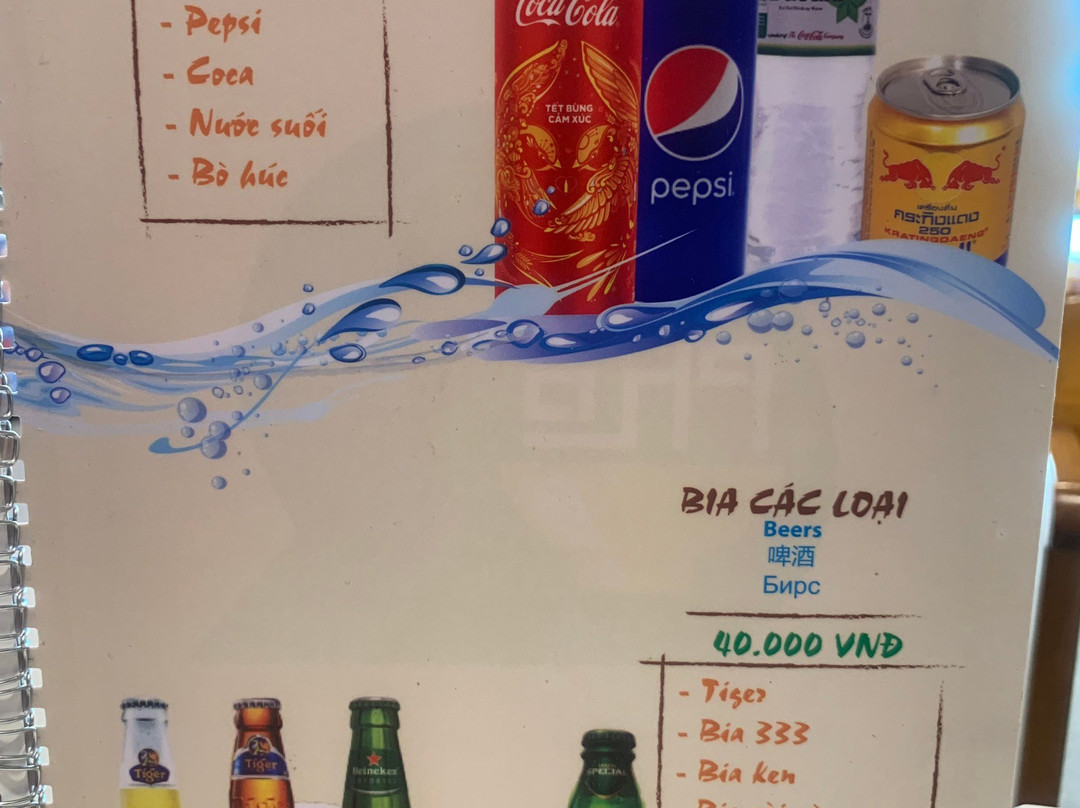 - Pepsi
- Coca
- Nước suối
- Bò húc
Coca-Cola
TẾT BÙNG
CẢM XÚC
pepsi
กระทิงแดง
250
KRATINGDAENG
BIA CÁC LOẠI
Beers
啤酒
Бирс
40.000 VNĐ
- Tiger
- Bia 333
- Bia Ken
Tiger
Tiger
Heineken
SPECIAL